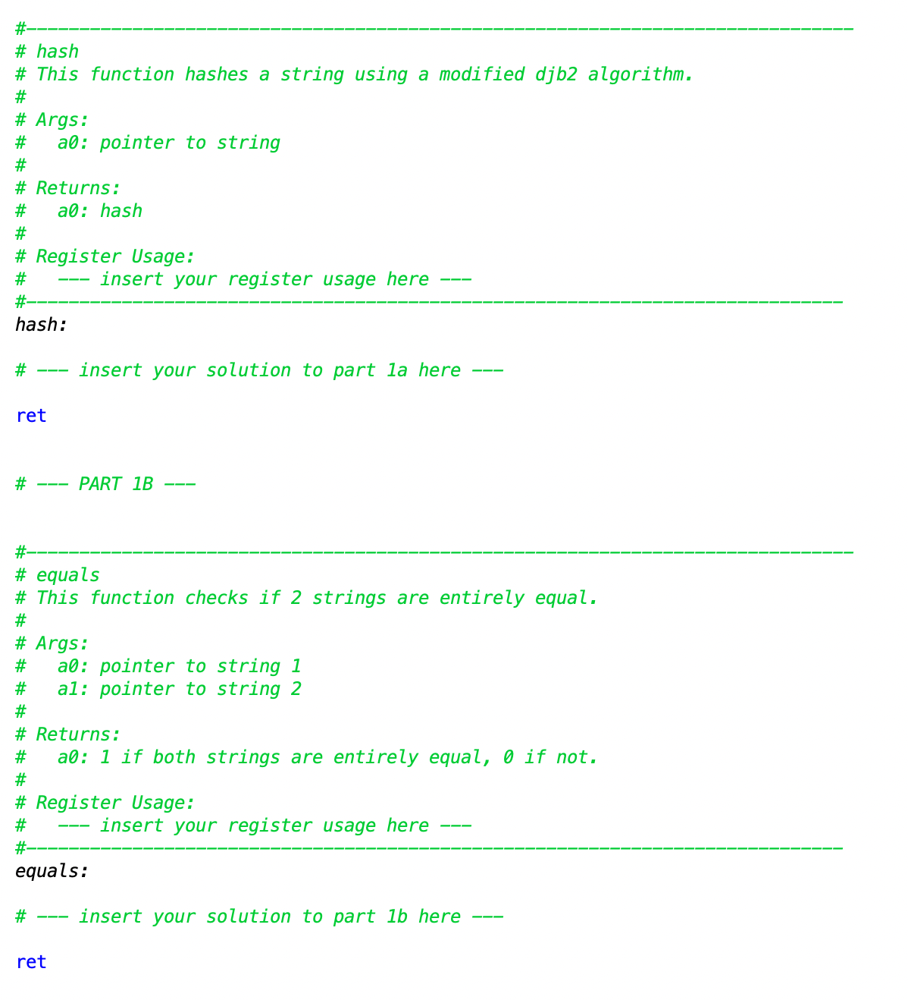 #------------------------------------------------------------------------------
# hash
# This function hashes a string using a modified djb2 algorithm.
#
# Args:
#   a0: pointer to string
#
# Returns:
#   a0: hash
#
# Register Usage:
#   --- insert your register usage here ---
#-----------------------------------------------------------------------------
hash:
# --- insert your solution to part 1a here ---
ret
# --- PART 1B ---
#------------------------------------------------------------------------------
# equals
# This function checks if 2 strings are entirely equal.
#
# Args:
#   a0: pointer to string 1
#   a1: pointer to string 2
#
# Returns:
#   a0: 1 if both strings are entirely equal, 0 if not.
#
# Register Usage:
#   --- insert your register usage here ---
#-----------------------------------------------------------------------------
equals:
# --- insert your solution to part 1b here ---
ret